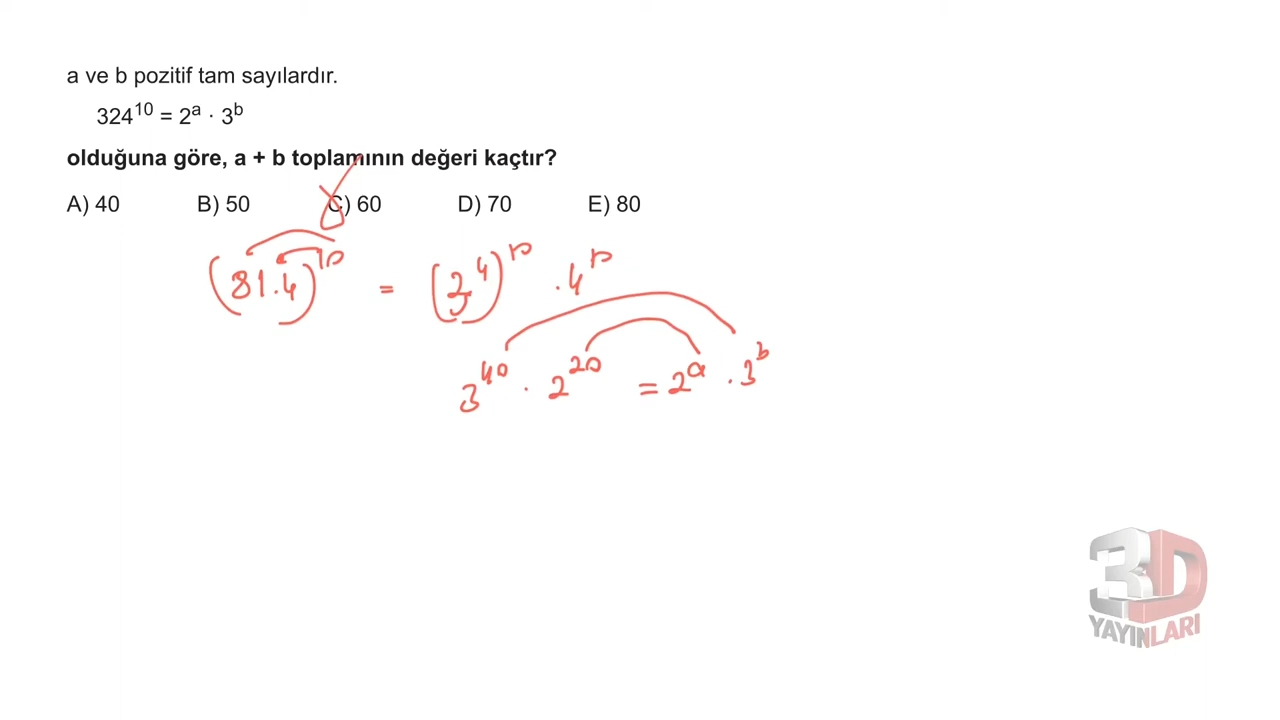 a ve b pozitif tam sayılardır.
324¹⁰ = 2ᵃ · 3ᵇ
olduğuna göre, a + b toplamının değeri kaçtır?
A) 40 B) 50 C) 60 D) 70 E) 80
(81.4)¹⁰ = (3⁴)¹⁰ . 4¹⁰
3⁴⁰ . 2²⁰ = 2ᵃ . 3ᵇ
3D
YAYINLARI